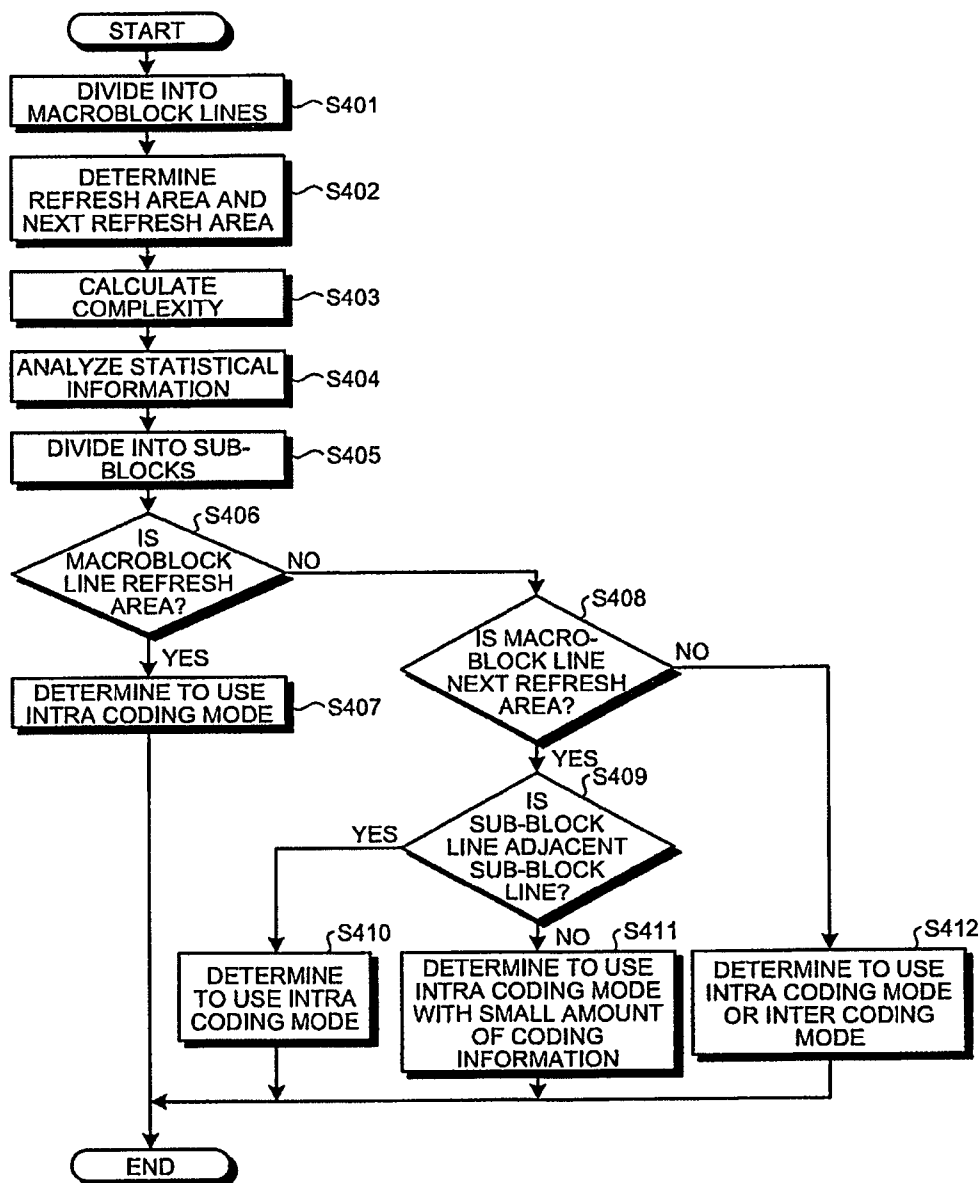 START
DIVIDE INTO
MACROBLOCK LINES
S401
DETERMINE
REFRESH AREA AND
NEXT REFRESH AREA
S402
CALCULATE
COMPLEXITY
S403
ANALYZE STATISTICAL
INFORMATION
S404
DIVIDE INTO SUB-
BLOCKS
S405
S406
IS
MACROBLOCK
LINE REFRESH
AREA?
NO
YES
DETERMINE TO USE
INTRA CODING MODE
S407
S408
IS MACRO-
BLOCK LINE
NEXT REFRESH
AREA?
NO
YES
S409
IS
SUB-BLOCK
LINE ADJACENT
SUB-BLOCK
LINE?
YES
NO
S410
DETERMINE
TO USE INTRA
CODING MODE
S411
DETERMINE TO USE
INTRA CODING MODE
WITH SMALL AMOUNT
OF CODING
INFORMATION
S412
DETERMINE TO USE
INTRA CODING MODE
OR INTER CODING
MODE
END